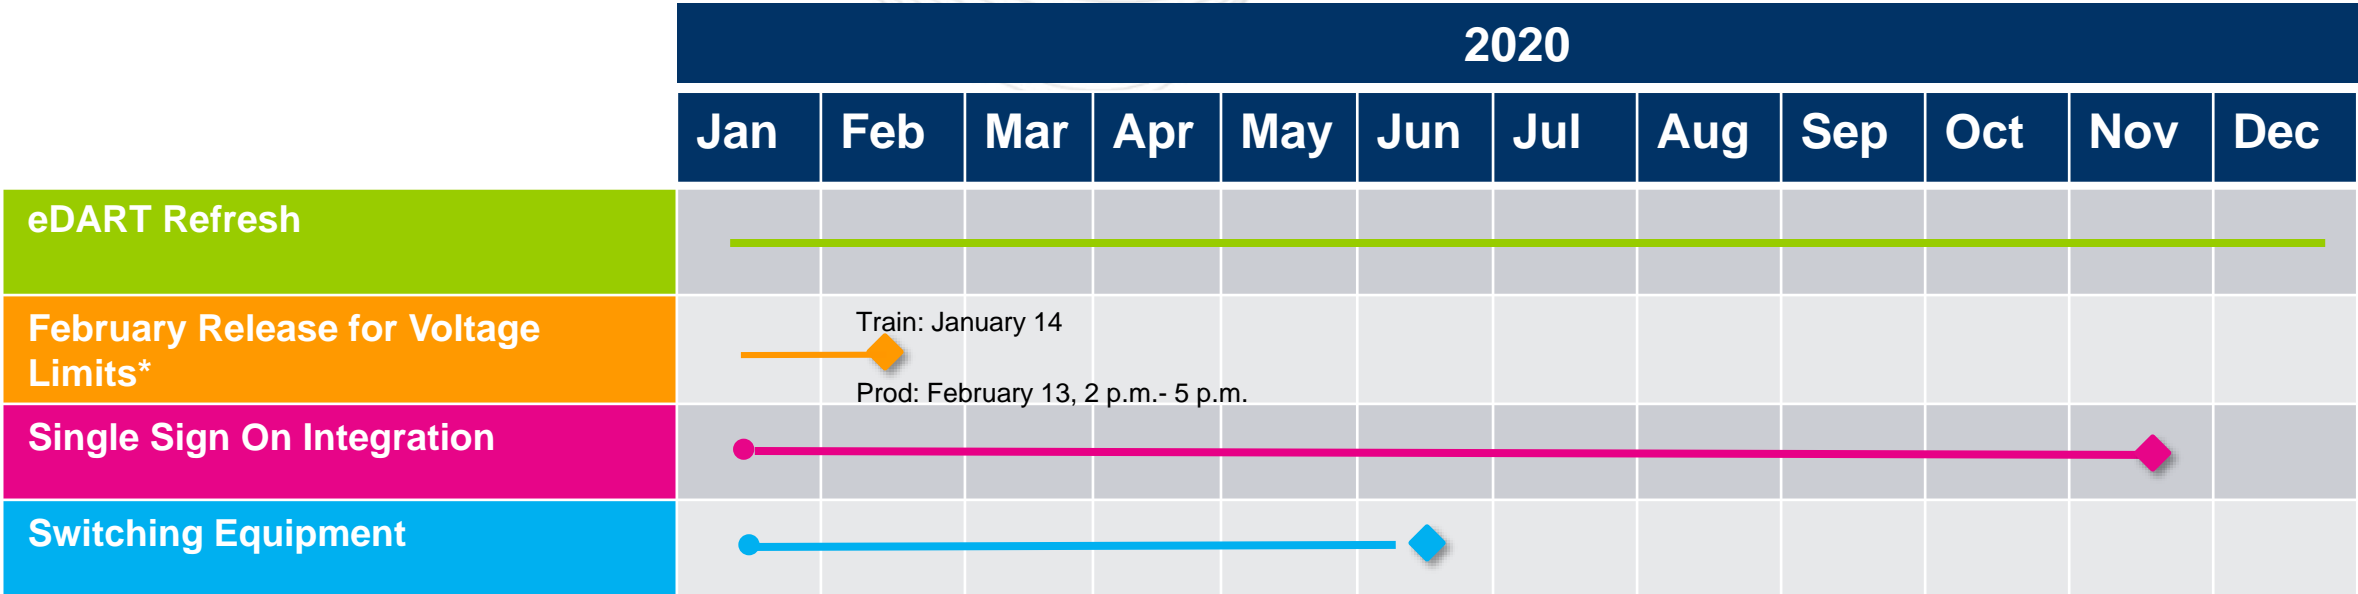 2020
Jan Feb Mar Apr May Jun Jul Aug Sep Oct Nov Dec
eDART Refresh
February Release for Voltage
Limits*
Train: January 14
Prod: February 13, 2 p.m.- 5 p.m.
Single Sign On Integration
Switching Equipment